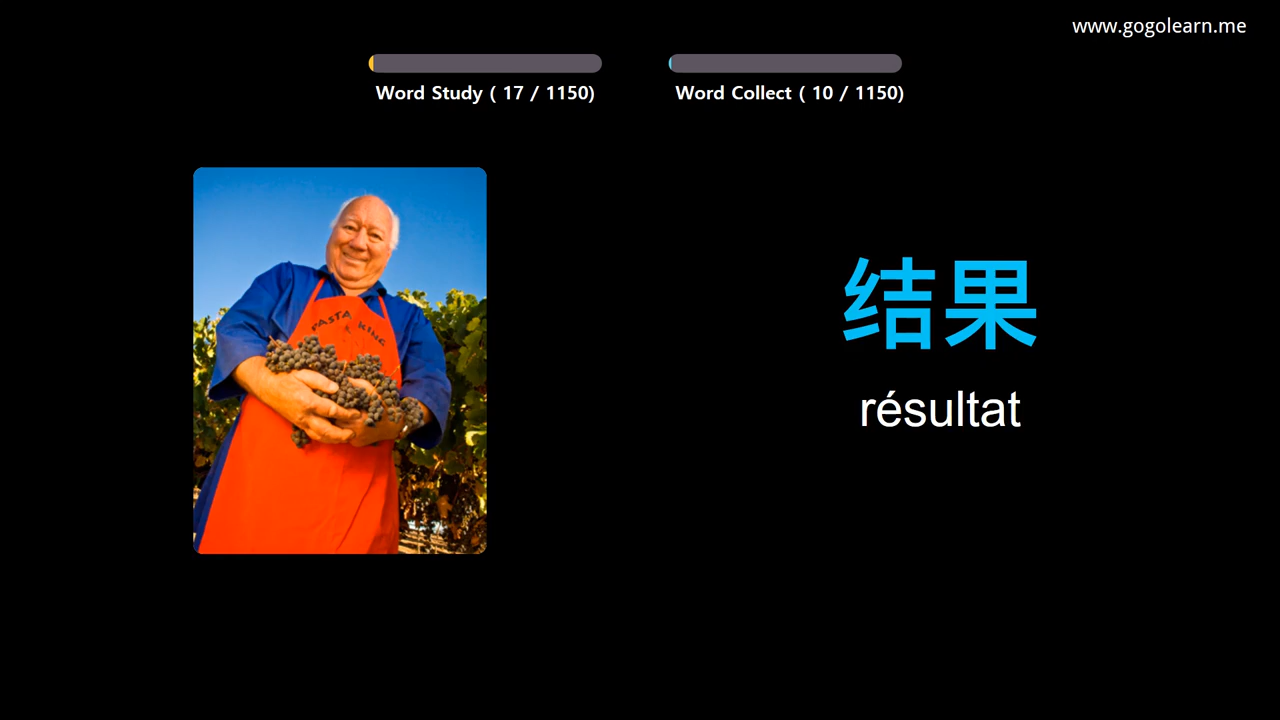 www.gogolearn.me
Word Study ( 17 / 1150)
Word Collect ( 10 / 1150)
PASTA KING
结果
résultat